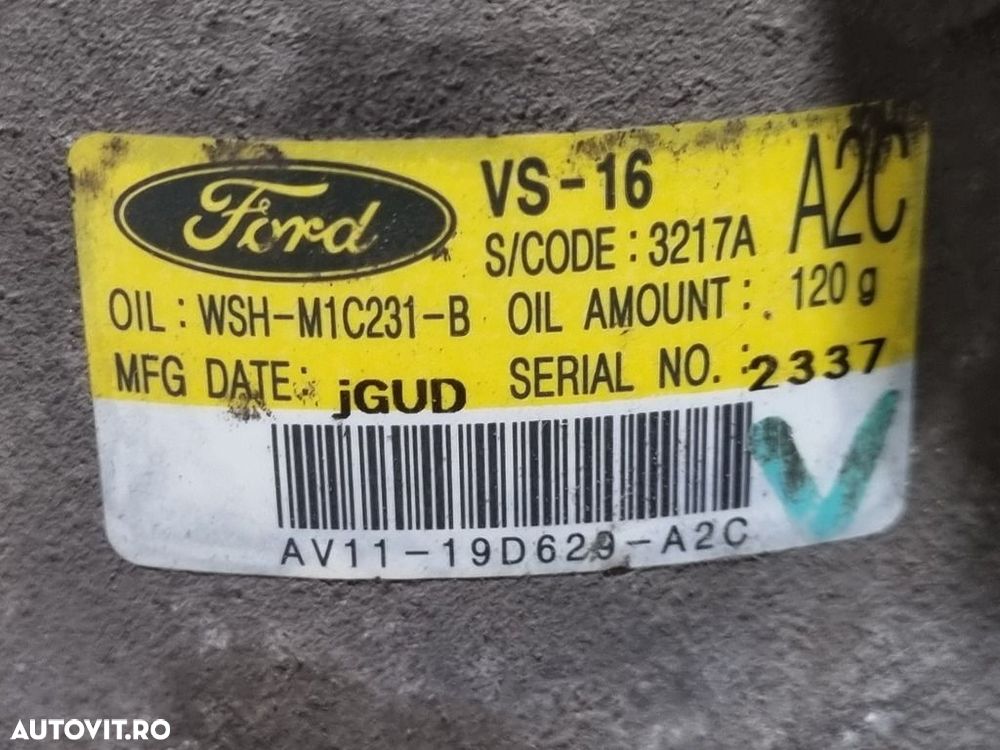 Ford
VS-16
A2C
S/CODE : 3217A
OIL : WSH-M1C231-B OIL AMOUNT : 120 g
MFG DATE: jGUD SERIAL NO. : 2337
AV11-19D629-A2C
AUTOVIT.RO